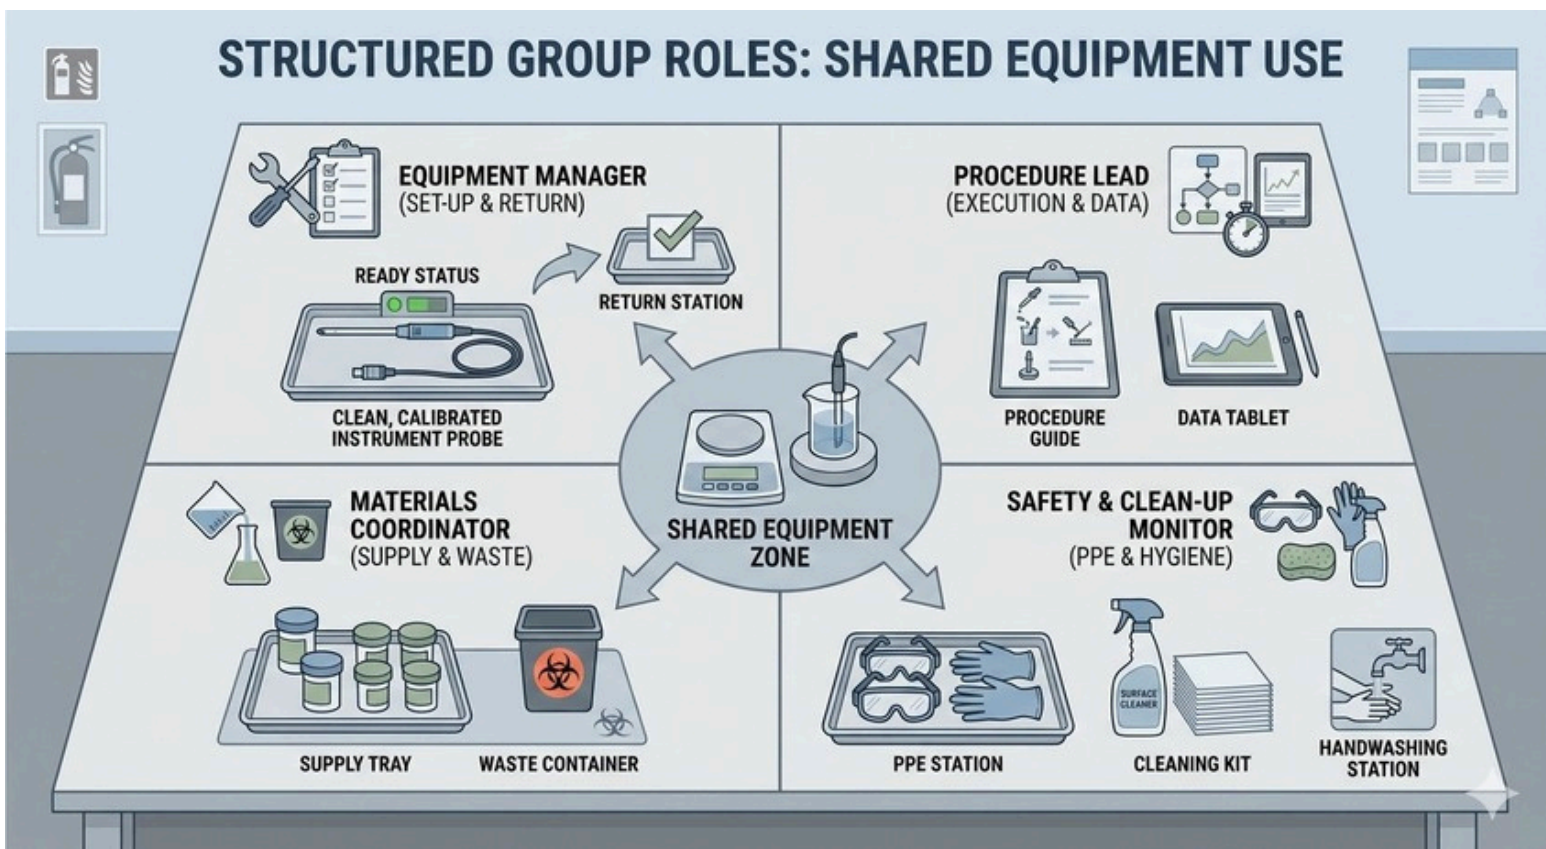 STRUCTURED GROUP ROLES: SHARED EQUIPMENT USE
EQUIPMENT MANAGER
(SET-UP & RETURN)
READY STATUS
RETURN STATION
CLEAN, CALIBRATED
INSTRUMENT PROBE
PROCEDURE LEAD
(EXECUTION & DATA)
PROCEDURE
GUIDE
DATA TABLET
SHARED EQUIPMENT
ZONE
MATERIALS
COORDINATOR
(SUPPLY & WASTE)
SUPPLY TRAY
WASTE CONTAINER
SAFETY & CLEAN-UP
MONITOR
(PPE & HYGIENE)
PPE STATION
SURFACE
CLEANER
CLEANING KIT
HANDWASHING
STATION